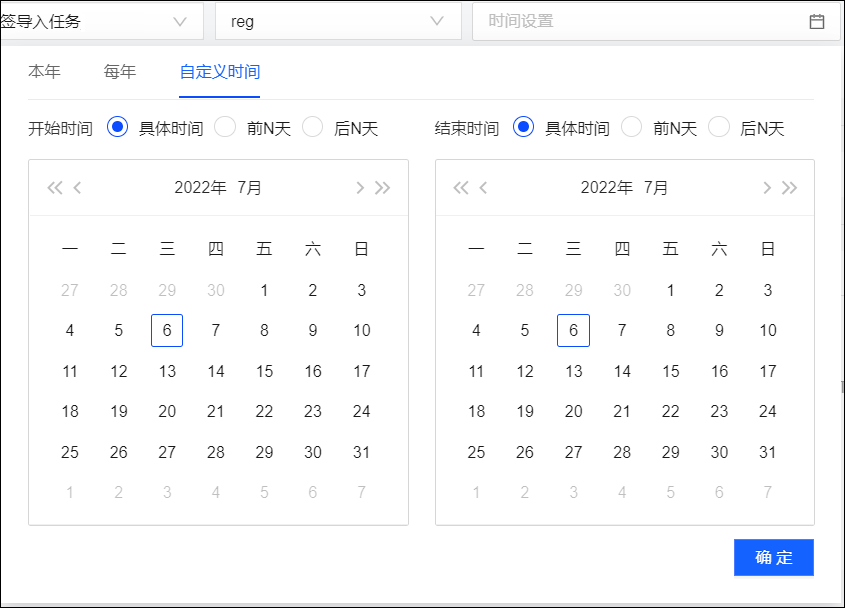 签导入任务 reg 时间设置
本年 每年 自定义时间
开始时间 具体时间 前N天 后N天 结束时间 具体时间 前N天 后N天
2022年 7月 2022年 7月
一 二 三 四 五 六 日 一 二 三 四 五 六 日
27 28 29 30 1 2 3 27 28 29 30 1 2 3
4 5 6 7 8 9 10 4 5 6 7 8 9 10
11 12 13 14 15 16 17 11 12 13 14 15 16 17
18 19 20 21 22 23 24 18 19 20 21 22 23 24
25 26 27 28 29 30 31 25 26 27 28 29 30 31
1 2 3 4 5 6 7 1 2 3 4 5 6 7
确 定